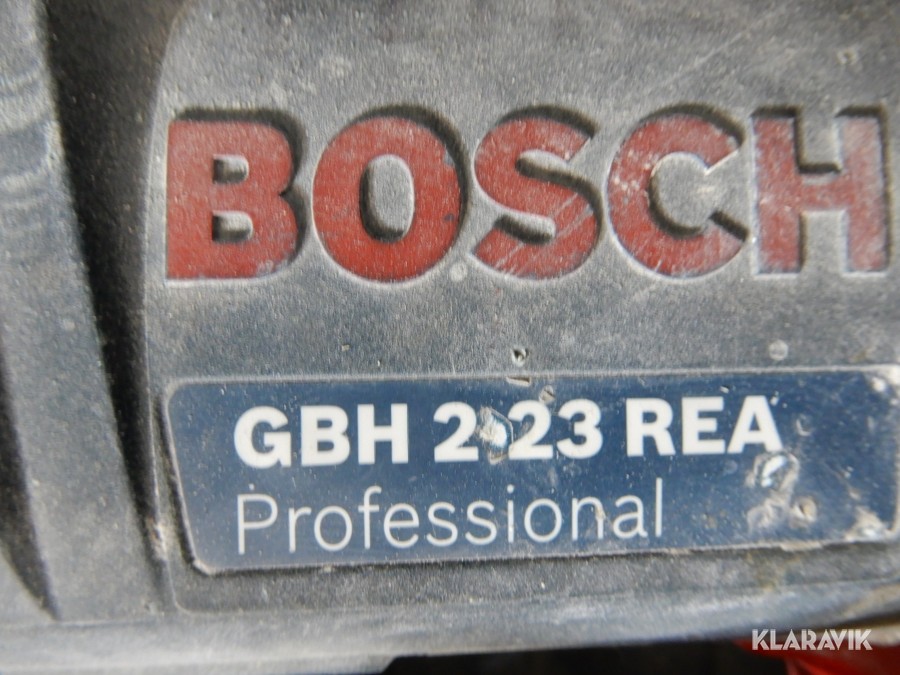 BOSCH
GBH 2-23 REA
Professional
KLARAVIK